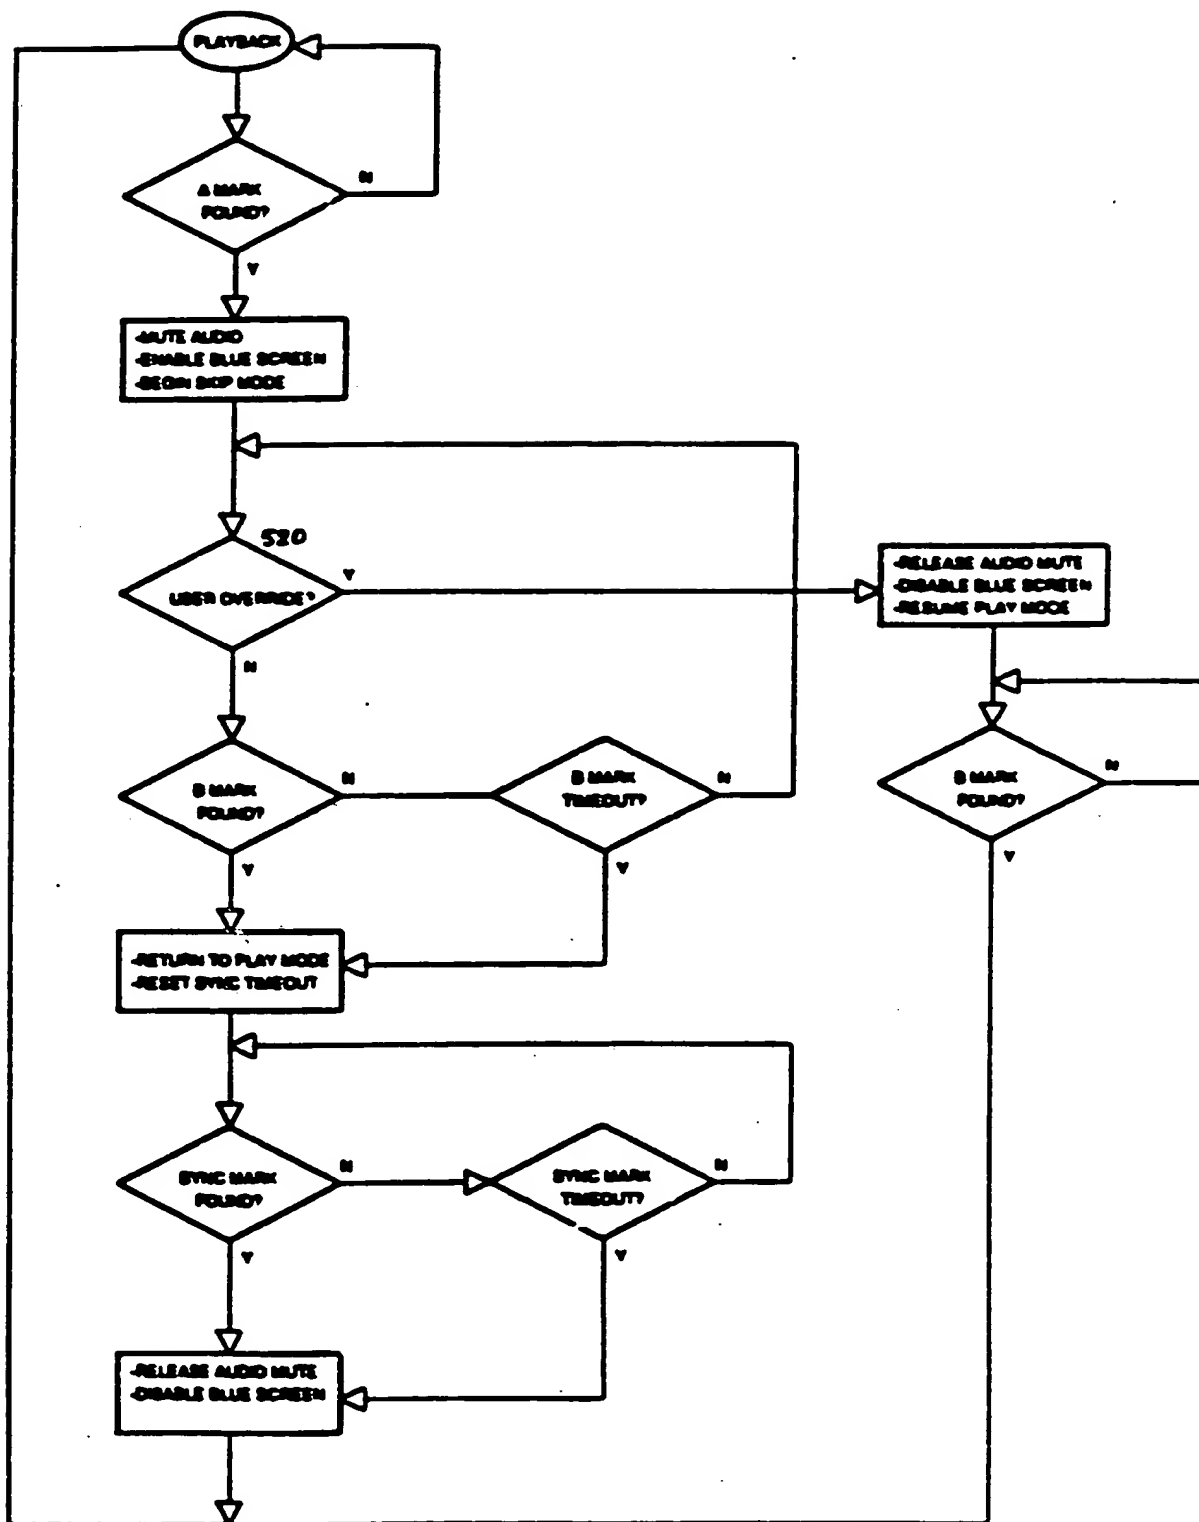 PLAYBACK
A MARK
FOUND?
N
Y
-MUTE AUDIO
-ENABLE BLUE SCREEN
-BEGIN SKIP MODE
520
USER OVERRIDE?
Y
N
-RELEASE AUDIO MUTE
-DISABLE BLUE SCREEN
-RESUME PLAY MODE
B MARK
FOUND?
N
Y
B MARK
TIMEOUT?
N
Y
B MARK
FOUND?
N
Y
-RETURN TO PLAY MODE
-RESET SYNC TIMEOUT
SYNC MARK
FOUND?
N
Y
SYNC MARK
TIMEOUT?
N
Y
-RELEASE AUDIO MUTE
-DISABLE BLUE SCREEN